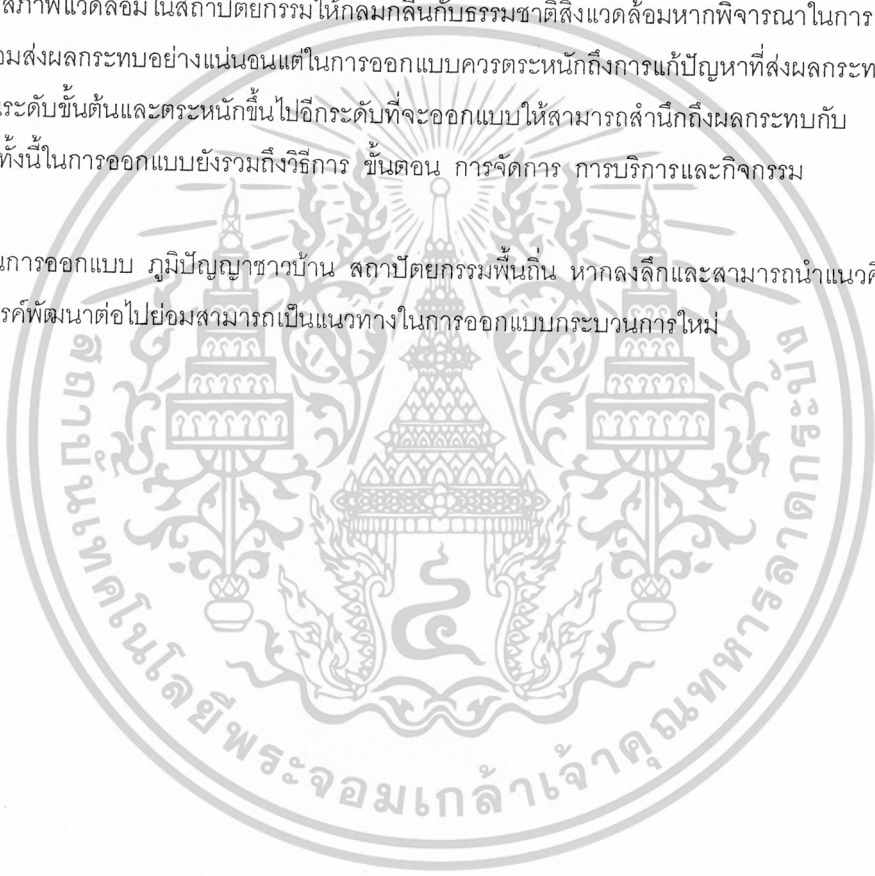 สภาพแวดล้อมในสถาปัตยกรรมให้กลมกลืนกับธรรมชาติสิ่งแวดล้อมหากพิจารณาในการ
อมส่งผลกระทบอย่างแน่นอนแต่ในการออกแบบควรตระหนักถึงการแก้ปัญหาที่ส่งผลกระท
นระดับขั้นต้นและตระหนักขึ้นไปอีกระดับที่จะออกแบบให้สามารถสำนึกถึงผลกระทบกับ
ทั้งนี้ในการออกแบบยังรวมถึงวิธีการ ขั้นตอน การจัดการ การบริการและกิจกรรม
นการออกแบบ ภูมิปัญญาชาวบ้าน สถาปัตยกรรมพื้นถิ่น หากลงลึกและสามารถนำแนวคิ
รค์พัฒนาต่อไปย่อมสามารถเป็นแนวทางในการออกแบบกระบวนการใหม่
สถาบันเทคโนโลยีพระจอมเกล้าเจ้าคุณทหารลาดกระบัง
๔